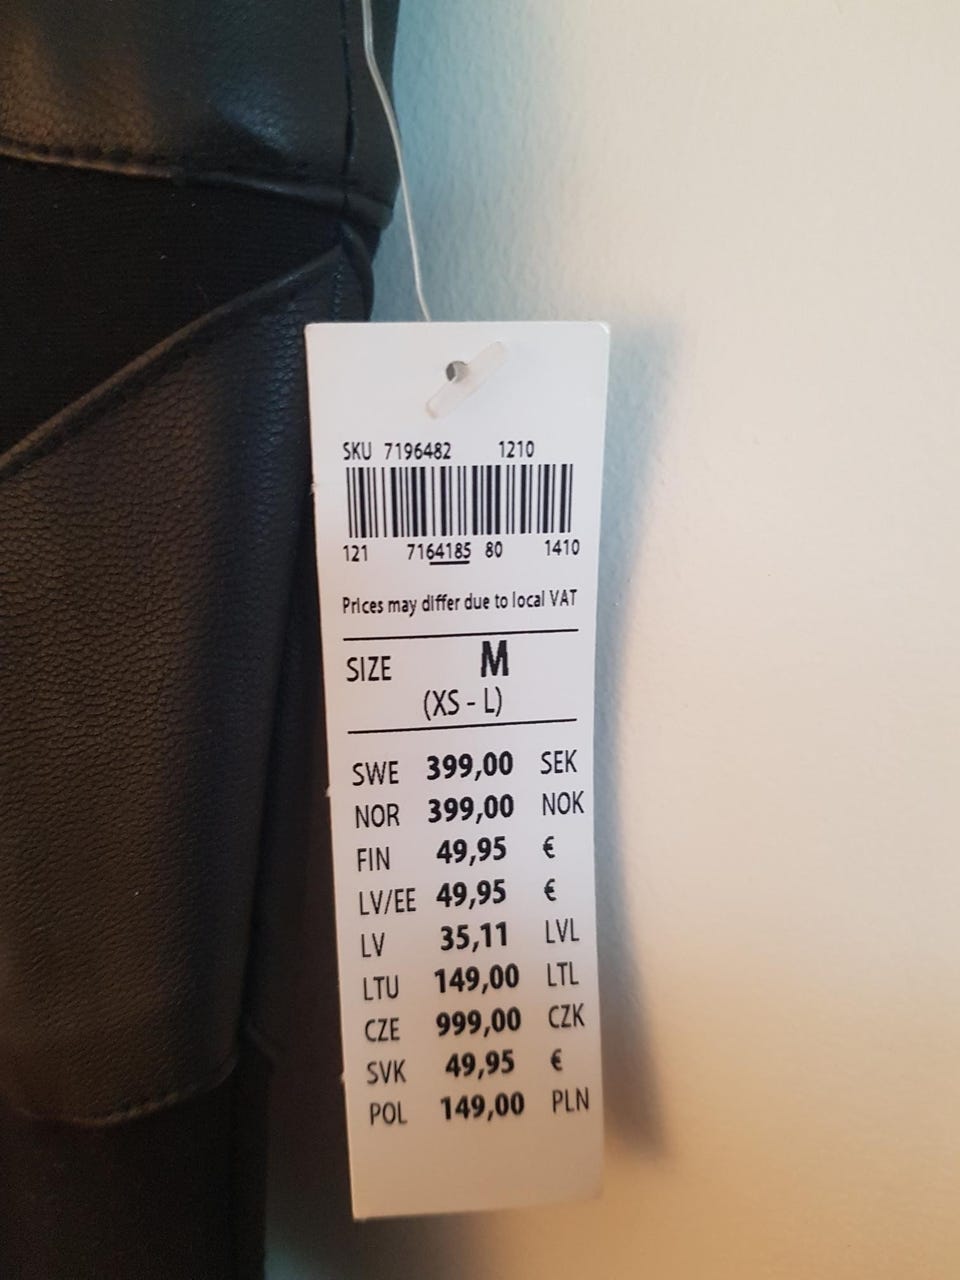 SKU 7196482 1210
121 7164185 80 1410
Prices may differ due to local VAT
SIZE M
(XS - L)
SWE 399,00 SEK
NOR 399,00 NOK
FIN 49,95 €
LV/EE 49,95 €
LV 35,11 LVL
LTU 149,00 LTL
CZE 999,00 CZK
SVK 49,95 €
POL 149,00 PLN